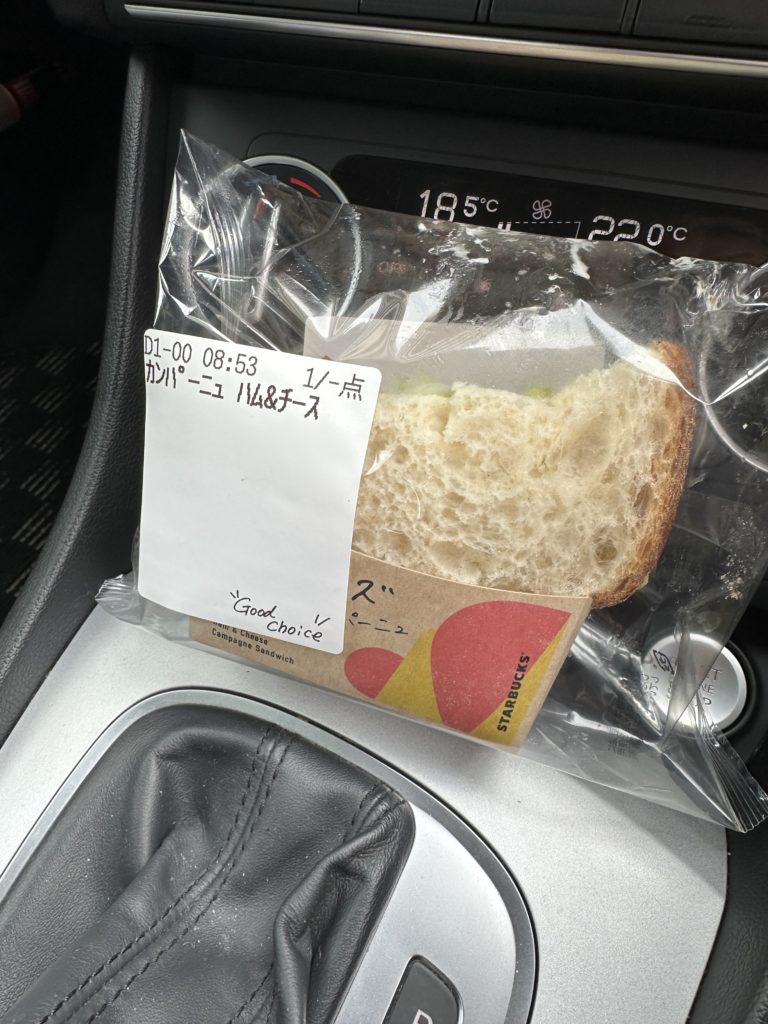 18.5°C
22.0°C
OFF
D1-00 08:53
1/-点
カンパーニュ ハム&チーズ
Good choice
ズ
パーニュ
Ham & Cheese
Campagne Sandwich
STARBUCKS